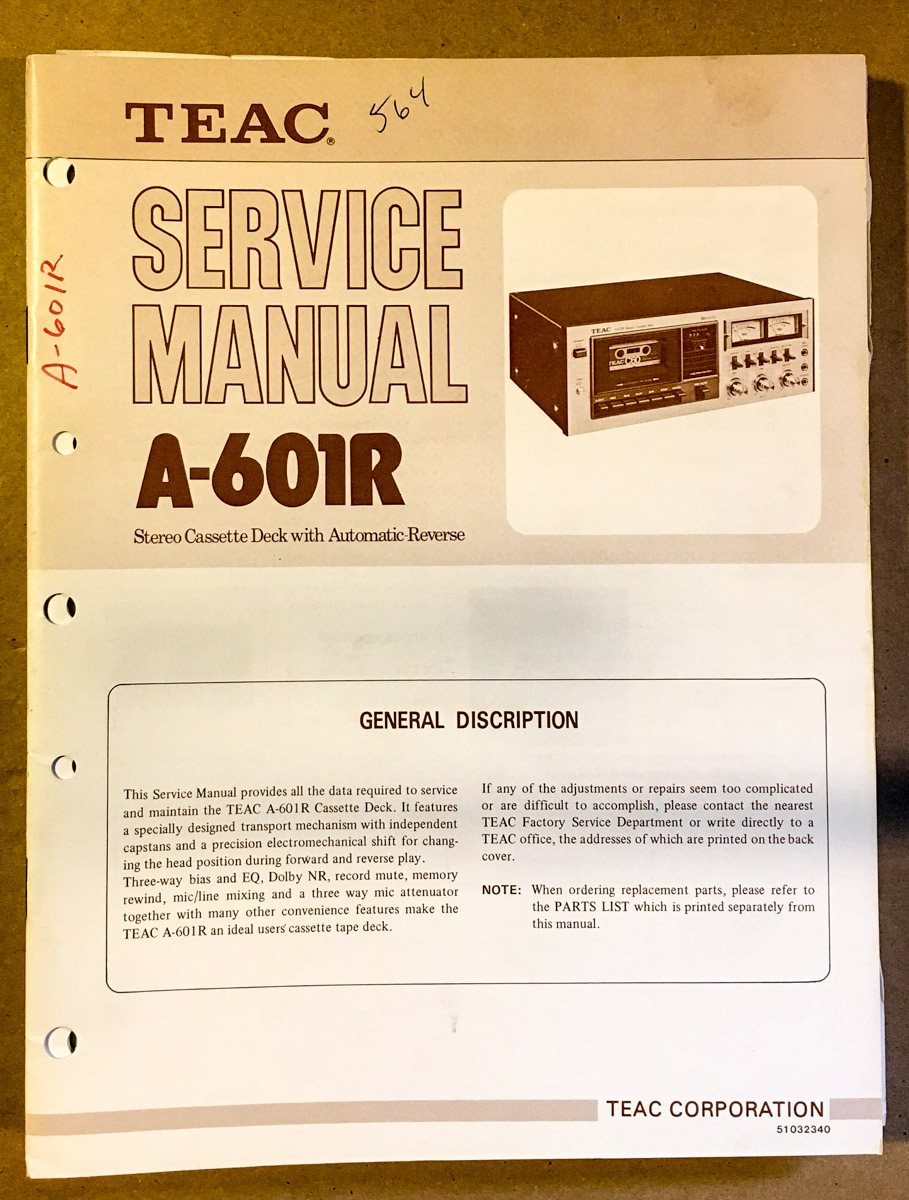 TEAC®
564
SERVICE
MANUAL
A-601R
A-601R
Stereo Cassette Deck with Automatic-Reverse
TEAC
TEAC C60
GENERAL DISCRIPTION
This Service Manual provides all the data required to service
and maintain the TEAC A-601R Cassette Deck. It features
a specially designed transport mechanism with independent
capstans and a precision electromechanical shift for chang-
ing the head position during forward and reverse play.
Three-way bias and EQ, Dolby NR, record mute, memory
rewind, mic/line mixing and a three way mic attenuator
together with many other convenience features make the
TEAC A-601R an ideal users' cassette tape deck.
If any of the adjustments or repairs seem too complicated
or are difficult to accomplish, please contact the nearest
TEAC Factory Service Department or write directly to a
TEAC office, the addresses of which are printed on the back
cover.
NOTE: When ordering replacement parts, please refer to
the PARTS LIST which is printed separately from
this manual.
TEAC CORPORATION
51032340